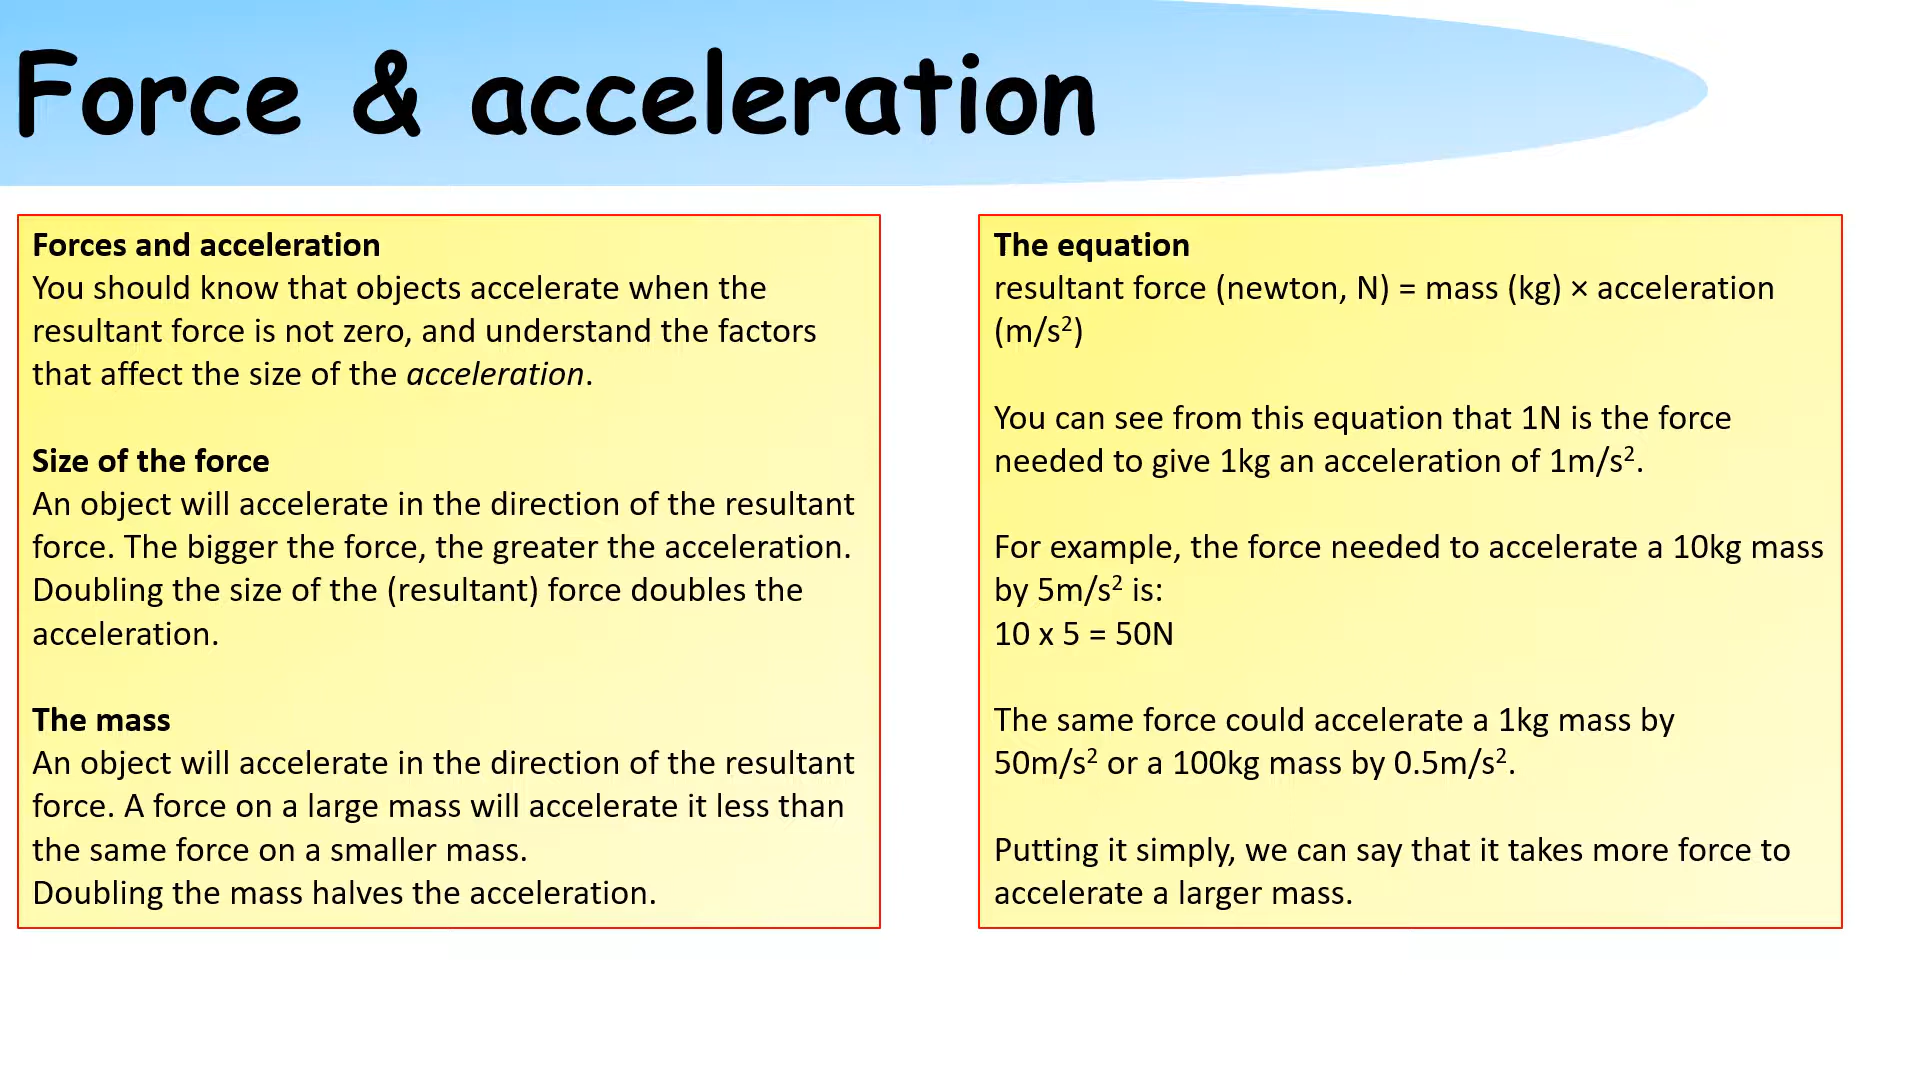 Force & acceleration
Forces and acceleration
You should know that objects accelerate when the
resultant force is not zero, and understand the factors
that affect the size of the acceleration.
Size of the force
An object will accelerate in the direction of the resultant
force. The bigger the force, the greater the acceleration.
Doubling the size of the (resultant) force doubles the
acceleration.
The mass
An object will accelerate in the direction of the resultant
force. A force on a large mass will accelerate it less than
the same force on a smaller mass.
Doubling the mass halves the acceleration.
The equation
resultant force (newton, N) = mass (kg) × acceleration
(m/s²)
You can see from this equation that 1N is the force
needed to give 1kg an acceleration of 1m/s².
For example, the force needed to accelerate a 10kg mass
by 5m/s² is:
10 x 5 = 50N
The same force could accelerate a 1kg mass by
50m/s² or a 100kg mass by 0.5m/s².
Putting it simply, we can say that it takes more force to
accelerate a larger mass.